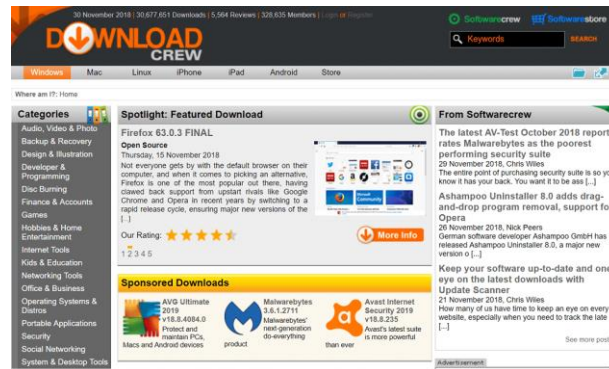 30 November 2018 | 30,677,651 Downloads | 5,564 Reviews | 328,635 Members | Login or Register
DOWNLOAD
CREW
Softwarecrew Softwarestore
Keywords SEARCH
Windows Mac Linux iPhone iPad Android Store
Where am I?: Home
Categories
Audio, Video & Photo
Backup & Recovery
Design & Illustration
Developer &
Programming
Disc Burning
Finance & Accounts
Games
Hobbies & Home
Entertainment
Internet Tools
Kids & Education
Networking Tools
Office & Business
Operating Systems &
Distros
Portable Applications
Security
Social Networking
System & Desktop Tools
Spotlight: Featured Download
Firefox 63.0.3 FINAL
Open Source
Thursday, 15 November 2018
Not everyone gets by with the default browser on their
computer, and when it comes to picking an alternative,
Firefox is one of the most popular out there, having
clawed back support from upstart rivals like Google
Chrome and Opera in recent years by switching to a
rapid release cycle, ensuring major new versions of the
[...]
Our Rating:
More Info
1 2 3 4 5
Sponsored Downloads
AVG Ultimate
2019
v18.8.4084.0
Protect and
maintain PCs,
Macs and Android devices
Malwarebytes
3.6.1.2711
Malwarebytes'
next-generation
do-everything
product
Avast Internet
Security 2019
v18.8.235
Avast's latest suite
is more powerful
than ever
From Softwarecrew
The latest AV-Test October 2018 report
rates Malwarebytes as the poorest
performing security suite
29 November 2018, Chris Wiles
The entire point of purchasing security suite is so yo
know it has your back. You want it to be ass [...]
Ashampoo Uninstaller 8.0 adds drag-
and-drop program removal, support fo
Opera
26 November 2018, Nick Peers
German software developer Ashampoo GmbH has
released Ashampoo Uninstaller 8.0, a major new
version o [...]
Keep your software up-to-date and one
eye on the latest downloads with
Update Scanner
21 November 2018, Chris Wiles
How many of us have time to keep an eye on every
website, especially when you need to track the late
[...]
See more post
Advertisement